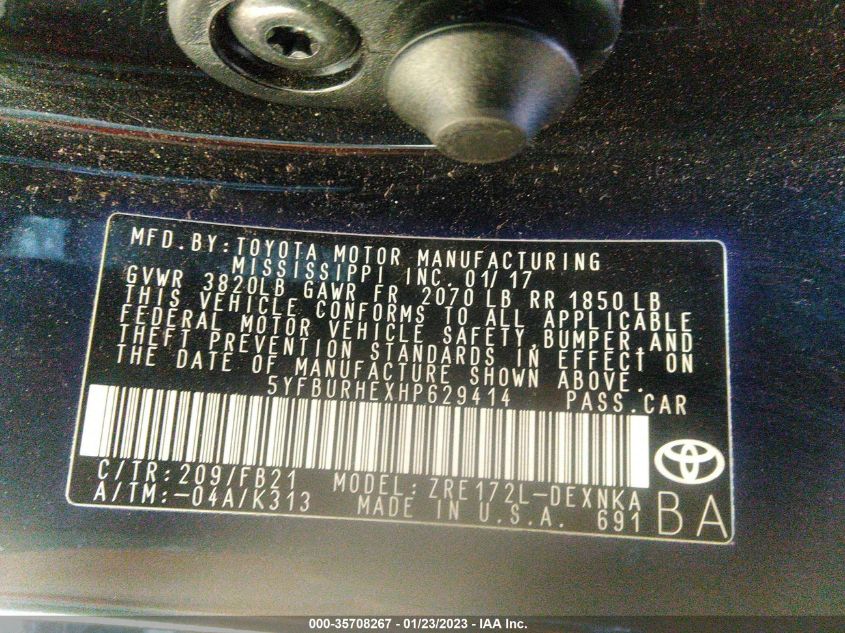 MFD.BY:TOYOTA MOTOR MANUFACTURING
MISSISSIPPI INC. 01/17
GVWR 3820LB GAWR FR 2070 LB RR 1850 LB
THIS VEHICLE CONFORMS TO ALL APPLICABLE
FEDERAL MOTOR VEHICLE SAFETY,BUMPER,AND
THEFT PREVENTION STANDARDS IN EFFECT ON
THE DATE OF MANUFACTURE SHOWN ABOVE.
5YFBURHEXHP629414 PASS.CAR
C/TR:209/FB21 MODEL:ZRE172L-DEXNKA
A/TM:-04A/K313 MADE IN U.S.A. 691
BA
000-35708267 - 01/23/2023 - IAA Inc.